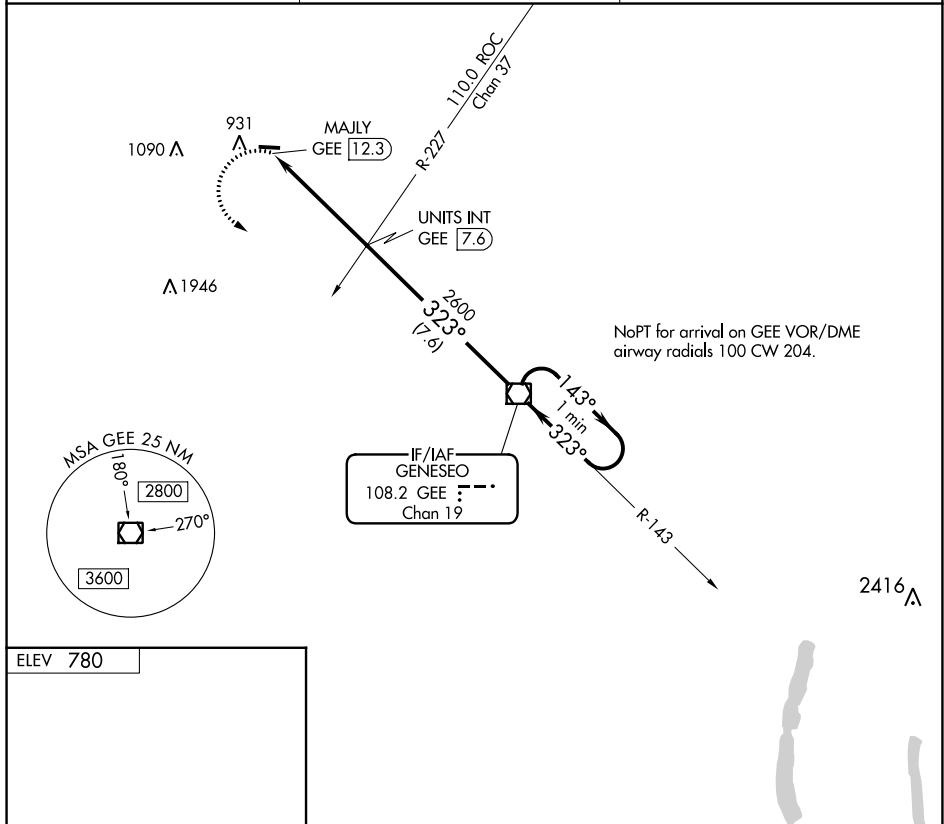 110.0 ROC
Chan 37
R-227
931
1090
MAJLY
GEE 12.3
UNITS INT
GEE 7.6
1946
2600
323°
(7.6)
NoPT for arrival on GEE VOR/DME
airway radials 100 CW 204.
143°
1 min
323°
IF/IAF
GENESEO
108.2 GEE
Chan 19
R-143
MSA GEE 25 NM
180°
2800
270°
3600
2416
ELEV 780